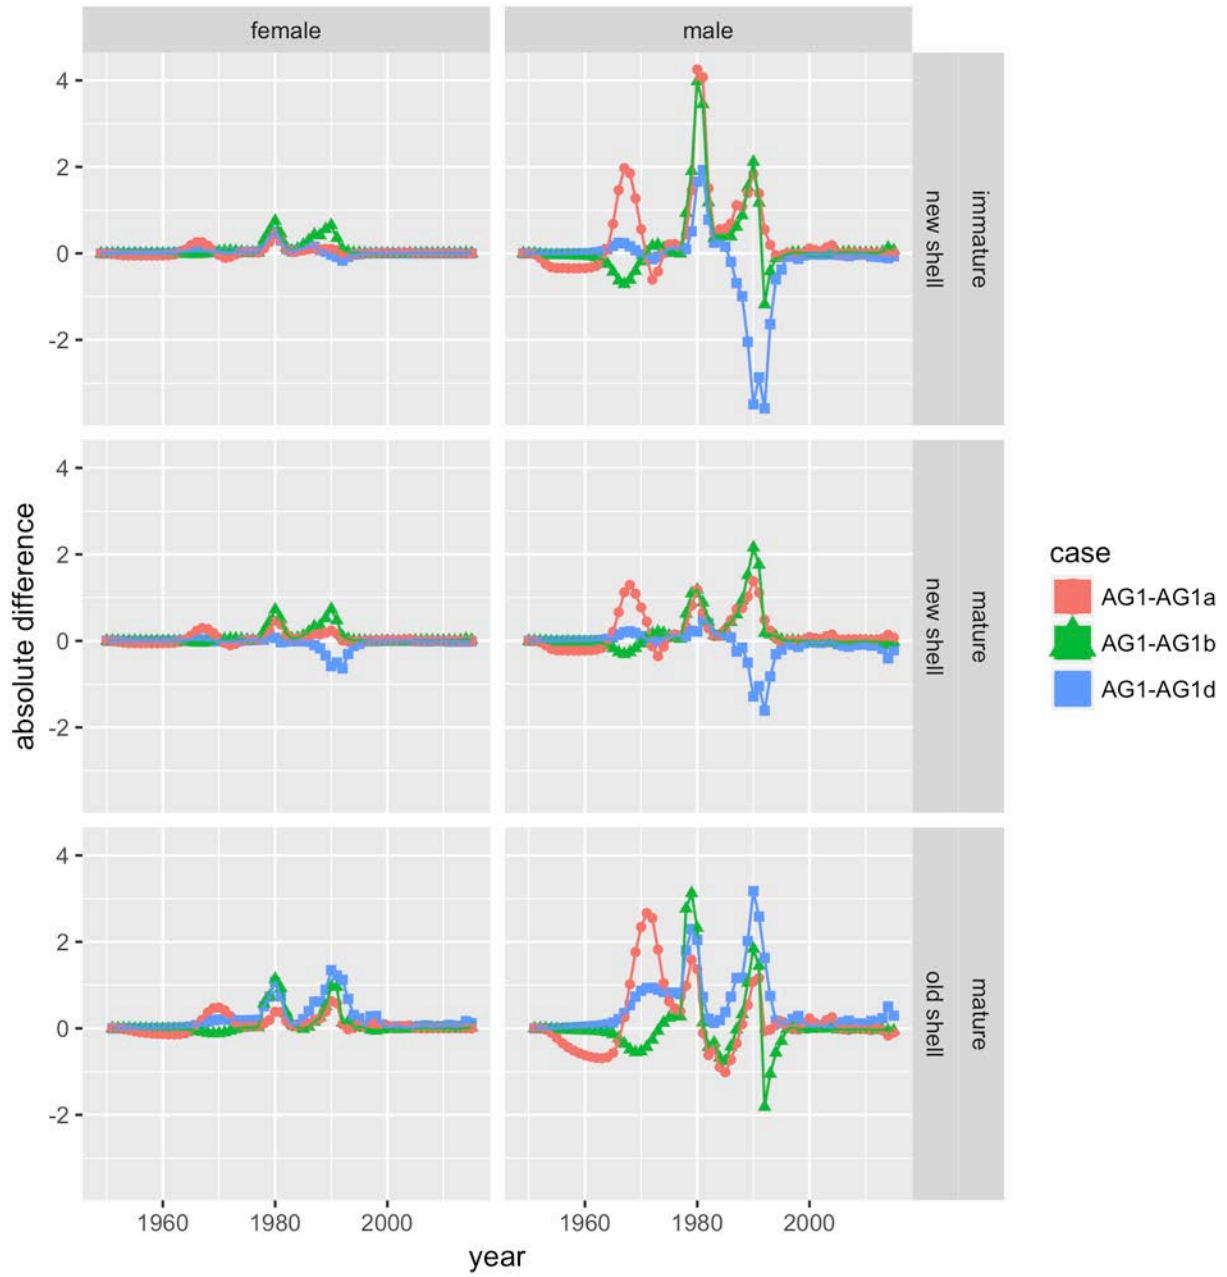 female
male
4
2
0
-2
new shell
immature
4
2
0
-2
new shell
mature
4
2
0
-2
old shell
mature
1960
1980
2000
1960
1980
2000
absolute difference
year
case
AG1-AG1a
AG1-AG1b
AG1-AG1d